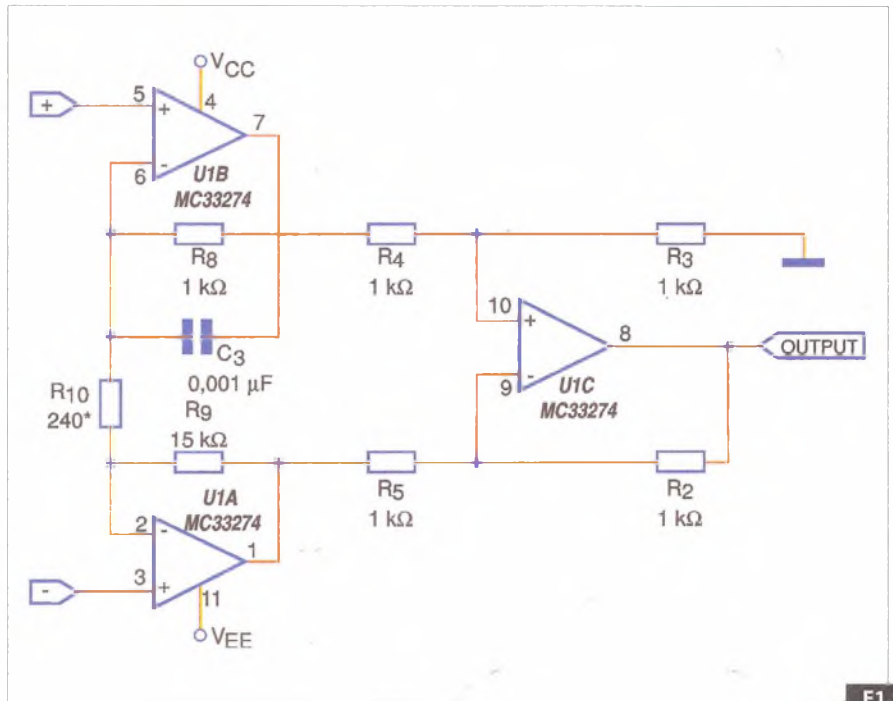 VCC
+
5
+
4
7
6
-
U1B
MC33274
R8
1 kΩ
R4
1 kΩ
R3
1 kΩ
10
+
8
OUTPUT
9
-
U1C
MC33274
C3
0,001 µF
R10
240*
R9
15 kΩ
R5
1 kΩ
R2
1 kΩ
U1A
MC33274
2
-
1
-
3
+
11
VEE
F1